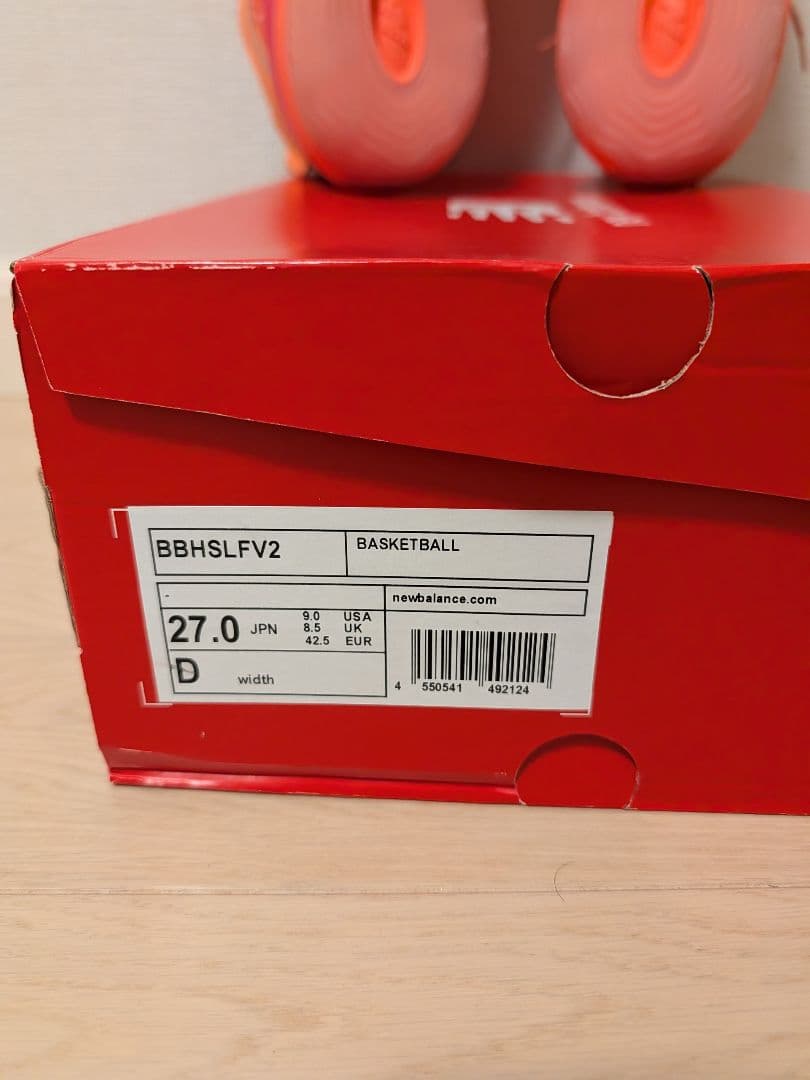 BBHSLFV2
BASKETBALL
-
newbalance.com
27.0 JPN
9.0 USA
8.5 UK
42.5 EUR
D width
4 550541 492124